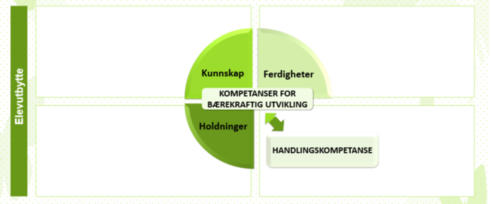 Elevutbytte
Kunnskap
Ferdigheter
KOMPETANSER FOR
BÆREKRAFTIG UTVIKLING
Holdninger
HANDLINGSKOMPETANSE